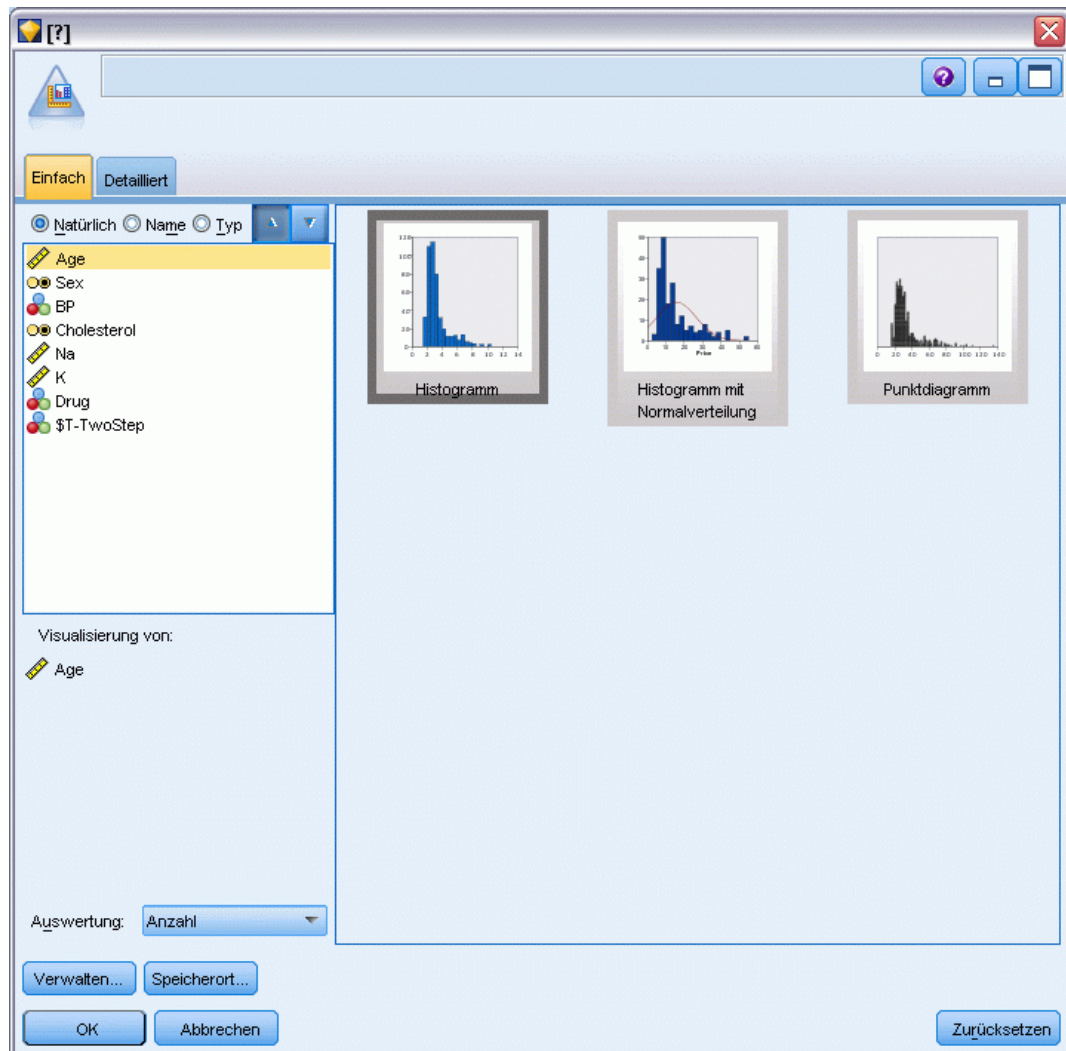 [?]
Einfach
Detailliert
Natürlich Name Typ
Age
Sex
BP
Cholesterol
Na
K
Drug
$T-TwoStep
Histogramm
Price
Histogramm mit
Normalverteilung
Punktdiagramm
Visualisierung von:
Age
Auswertung: Anzahl
Verwalten... Speicherort...
OK Abbrechen Zurücksetzen